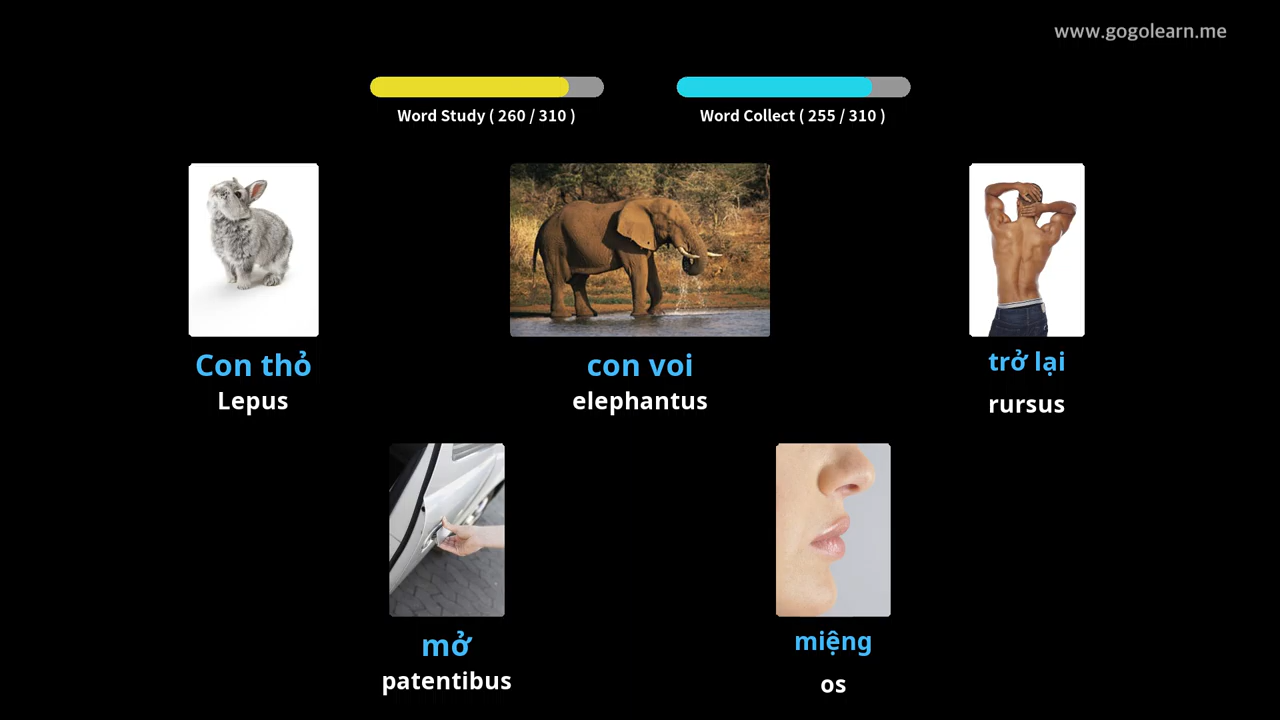 www.gogolearn.me
Word Study ( 260 / 310 )
Word Collect ( 255 / 310 )
Con thỏ
Lepus
con voi
elephantus
trở lại
rursus
mở
patentibus
miệng
os